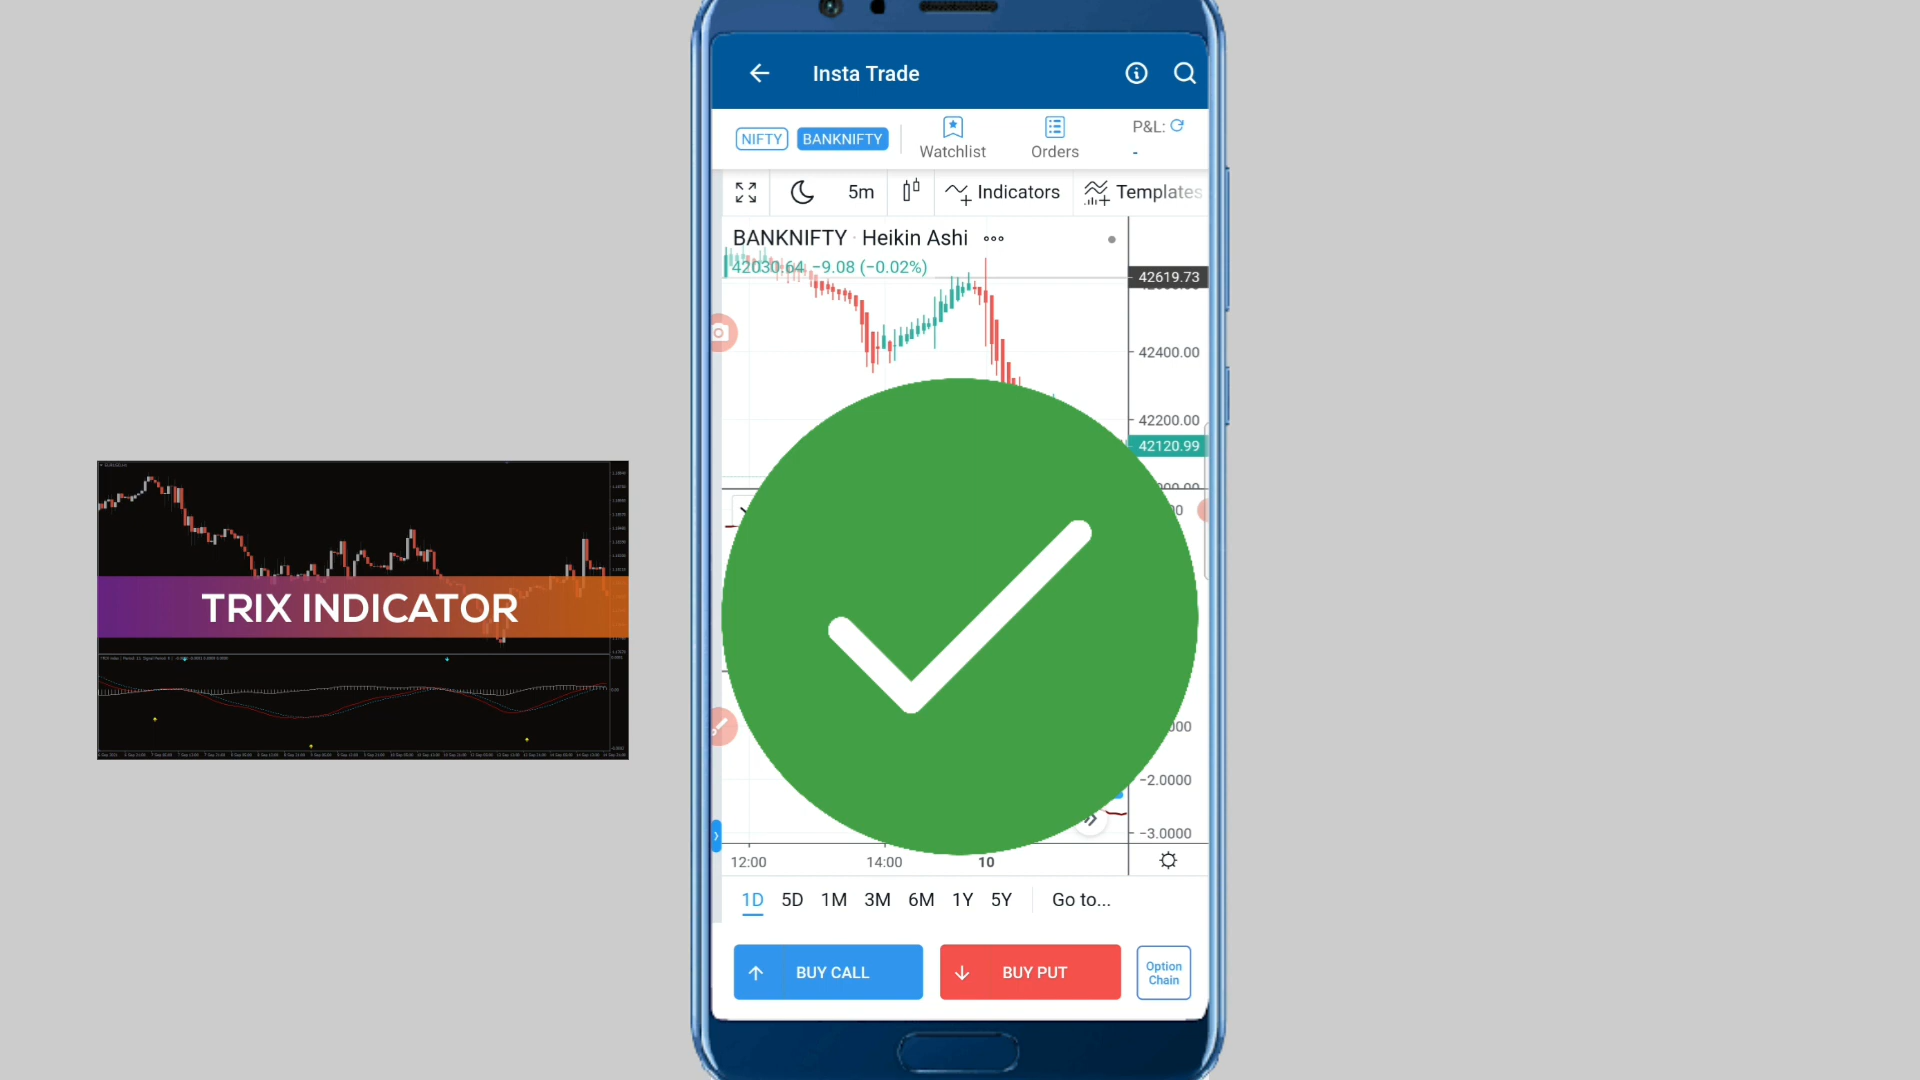 Insta Trade
NIFTY BANKNIFTY Watchlist Orders P&L:
-
5m Indicators Templates
BANKNIFTY · Heikin Ashi
42030.64 −9.08 (−0.02%)
42619.73
42400.00
42200.00
42120.99
TRIX INDICATOR
−2.0000
−3.0000
12:00 14:00 10
1D 5D 1M 3M 6M 1Y 5Y Go to...
BUY CALL BUY PUT Option
Chain